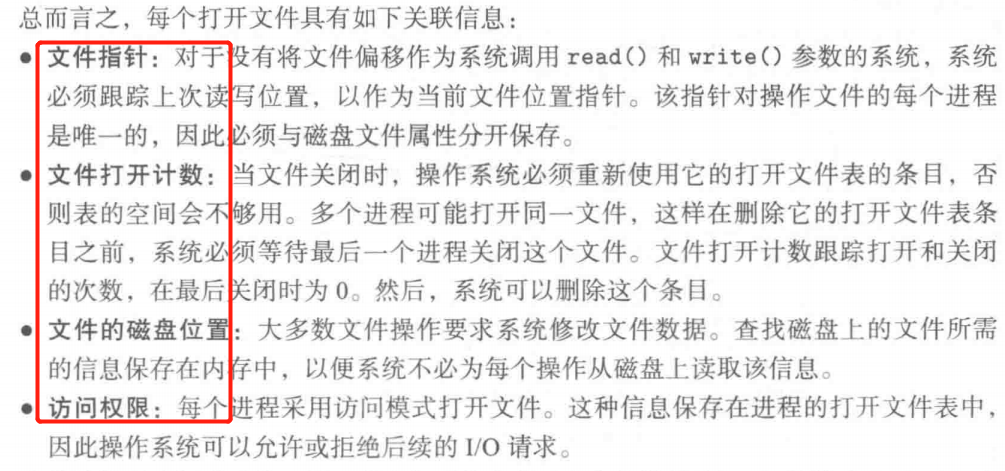 总而言之，每个打开文件具有如下关联信息：
● 文件指针：对于没有将文件偏移作为系统调用 read() 和 write() 参数的系统，系统
必须跟踪上次读写位置，以作为当前文件位置指针。该指针对操作文件的每个进程
是唯一的，因此必须与磁盘文件属性分开保存。
● 文件打开计数：当文件关闭时，操作系统必须重新使用它的打开文件表的条目，否
则表的空间会不够用。多个进程可能打开同一文件，这样在删除它的打开文件表条
目之前，系统必须等待最后一个进程关闭这个文件。文件打开计数跟踪打开和关闭
的次数，在最后关闭时为 0。然后，系统可以删除这个条目。
● 文件的磁盘位置：大多数文件操作要求系统修改文件数据。查找磁盘上的文件所需
的信息保存在内存中，以便系统不必为每个操作从磁盘上读取该信息。
● 访问权限：每个进程采用访问模式打开文件。这种信息保存在进程的打开文件表中，
因此操作系统可以允许或拒绝后续的 I/O 请求。